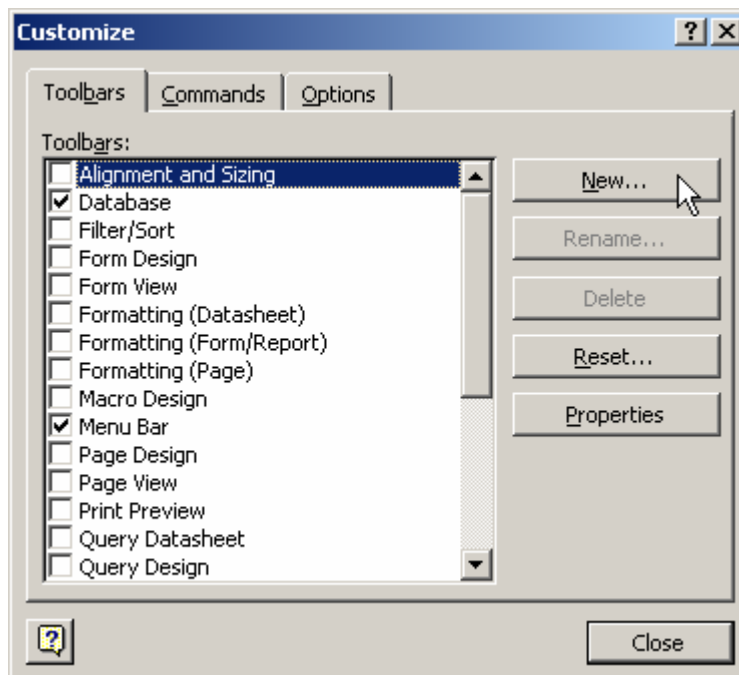 Customize
Toolbars
Commands
Options
Toolbars:
Alignment and Sizing
Database
Filter/Sort
Form Design
Form View
Formatting (Datasheet)
Formatting (Form/Report)
Formatting (Page)
Macro Design
Menu Bar
Page Design
Page View
Print Preview
Query Datasheet
Query Design
New...
Rename...
Delete
Reset...
Properties
Close